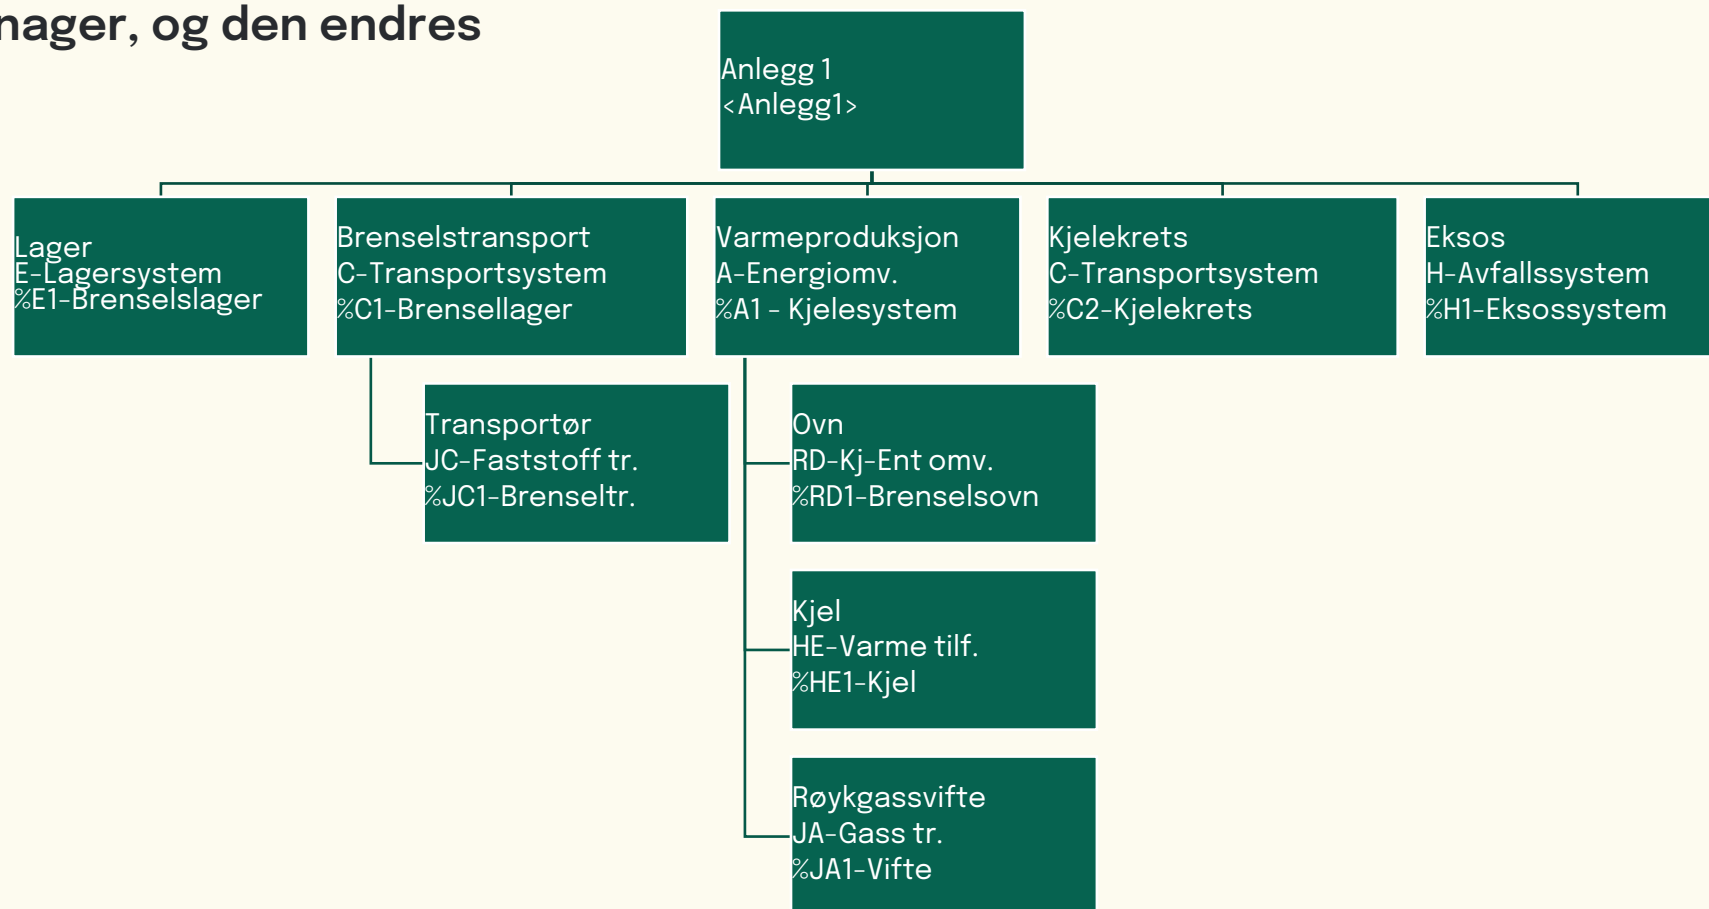 nager, og den endres
Anlegg 1
<Anlegg1>
Lager
E-Lagersystem
%E1-Brenselslager
Brenselstransport
C-Transportsystem
%C1-Brensellager
Varmeproduksjon
A-Energiomv.
%A1 - Kjelesystem
Kjelekrets
C-Transportsystem
%C2-Kjelekrets
Eksos
H-Avfallssystem
%H1-Eksossystem
Transportør
JC-Faststoff tr.
%JC1-Brenseltr.
Ovn
RD-Kj-Ent omv.
%RD1-Brenselsovn
Kjel
HE-Varme tilf.
%HE1-Kjel
Røykgassvifte
JA-Gass tr.
%JA1-Vifte